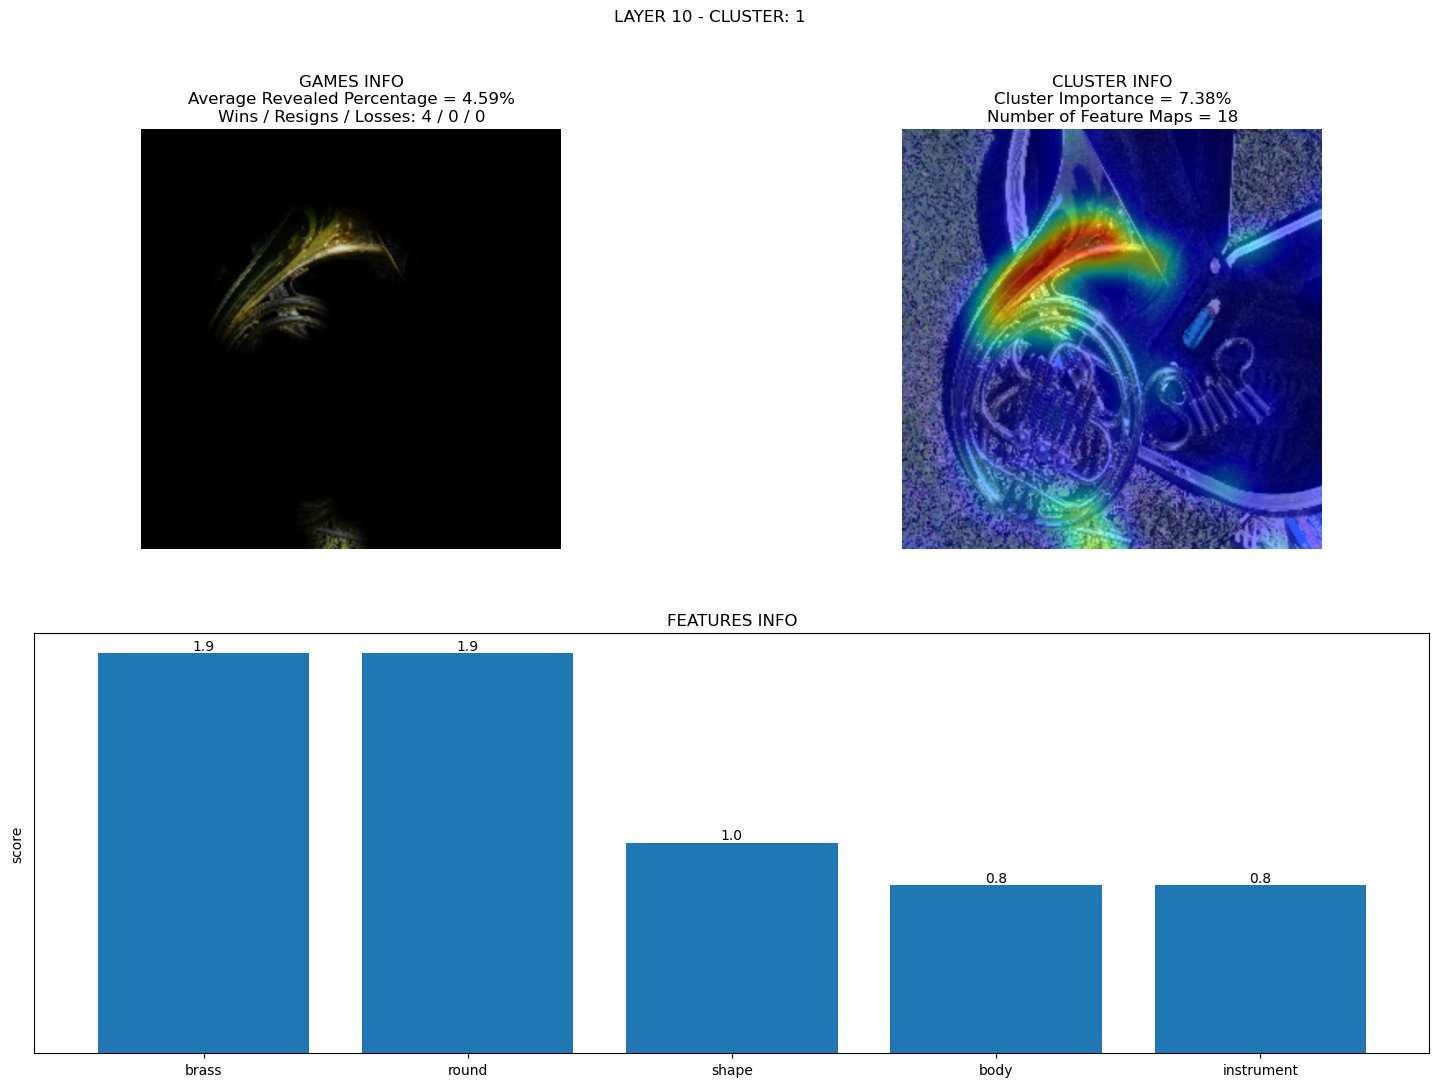 LAYER 10 - CLUSTER: 1
GAMES INFO
Average Revealed Percentage = 4.59%
Wins / Resigns / Losses: 4 / 0 / 0
CLUSTER INFO
Cluster Importance = 7.38%
Number of Feature Maps = 18
FEATURES INFO
score
1.9
1.9
1.0
0.8
0.8
brass
round
shape
body
instrument